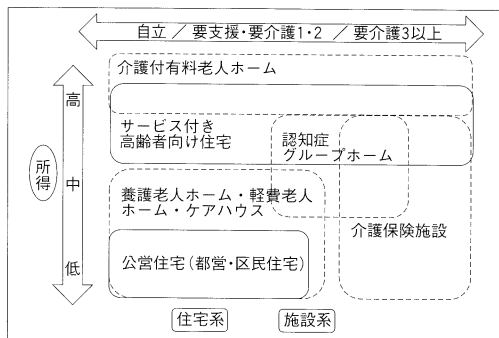 自立 ／ 要支援・要介護1・2 ／ 要介護3以上
介護付有料老人ホーム
高
サービス付き
高齢者向け住宅
認知症
グループホーム
所得
中
養護老人ホーム・軽費老人
ホーム・ケアハウス
介護保険施設
低
公営住宅(都営・区民住宅)
住宅系
施設系